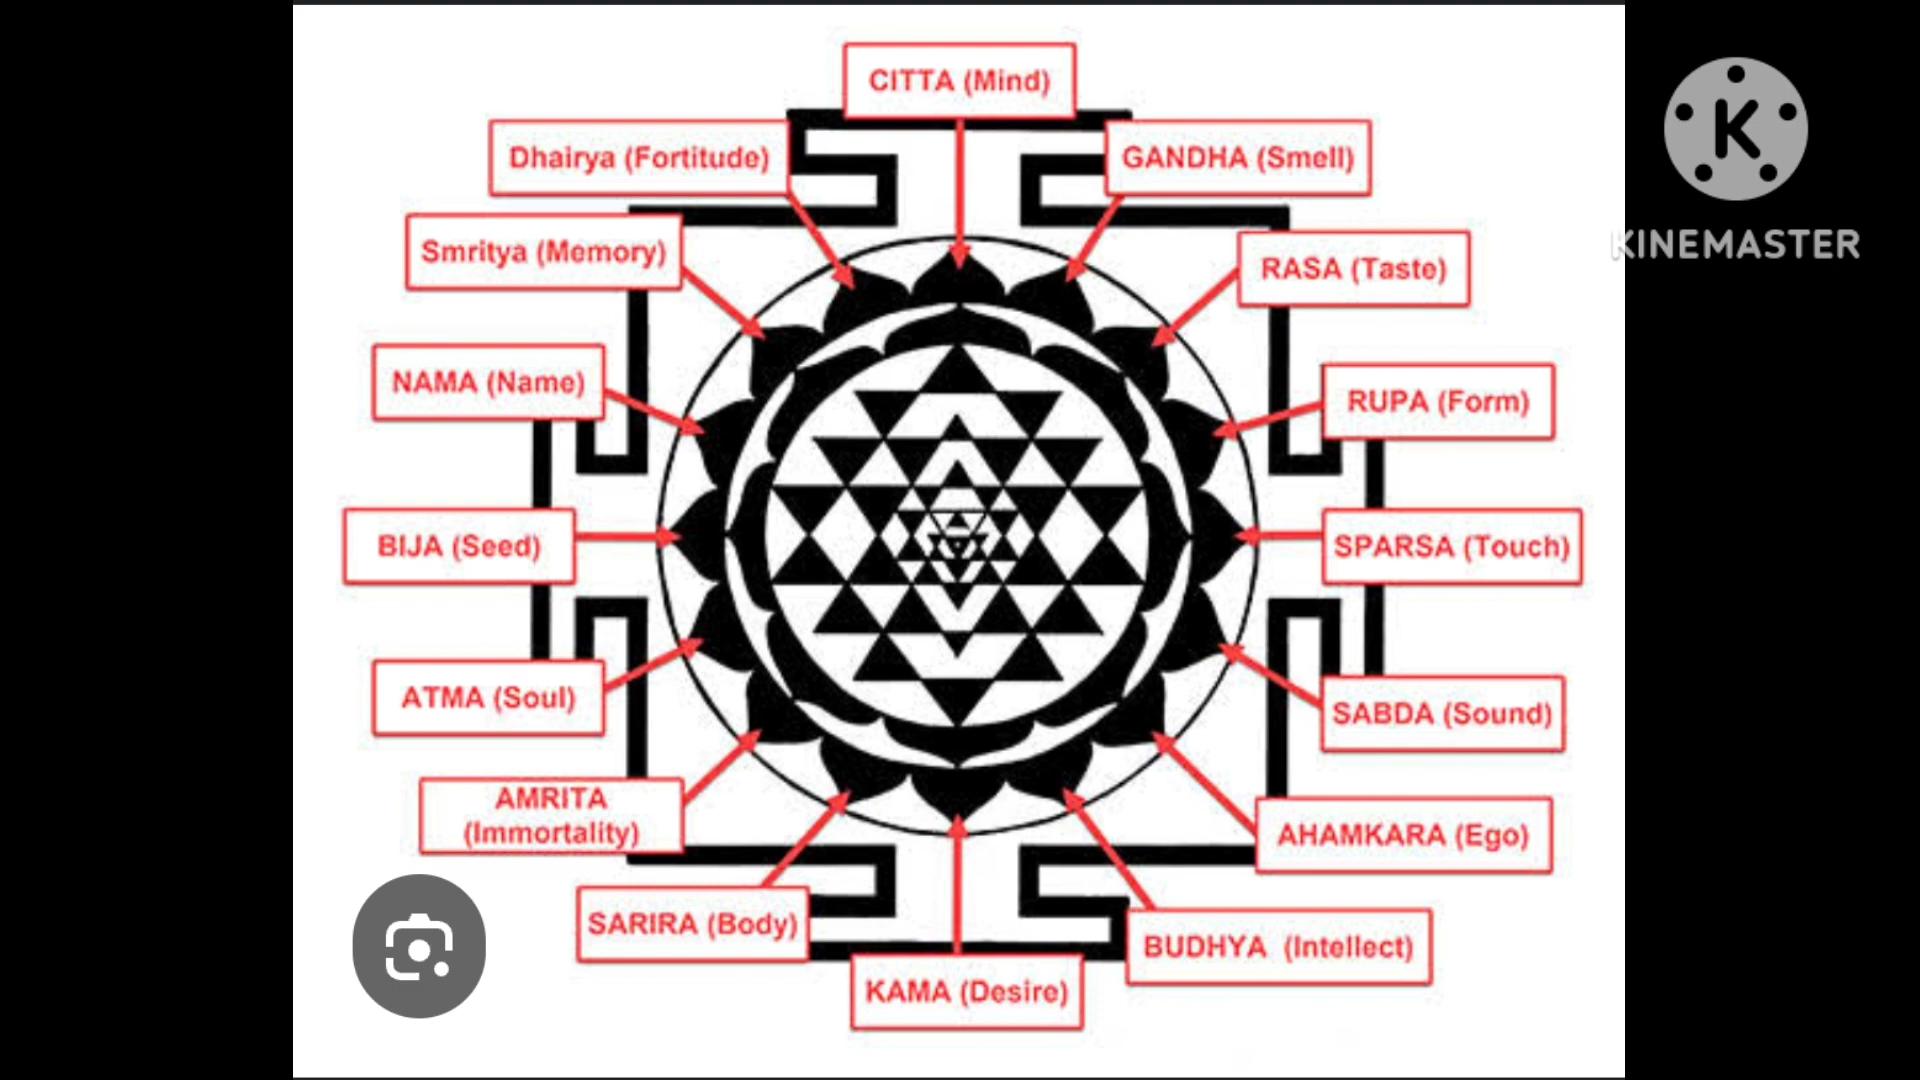 CITTA (Mind)
Dhairya (Fortitude)
GANDHA (Smell)
Smritya (Memory)
RASA (Taste)
NAMA (Name)
RUPA (Form)
BIJA (Seed)
SPARSA (Touch)
ATMA (Soul)
SABDA (Sound)
AMRITA
(Immortality)
AHAMKARA (Ego)
SARIRA (Body)
BUDHYA (Intellect)
KAMA (Desire)
K
KINEMASTER